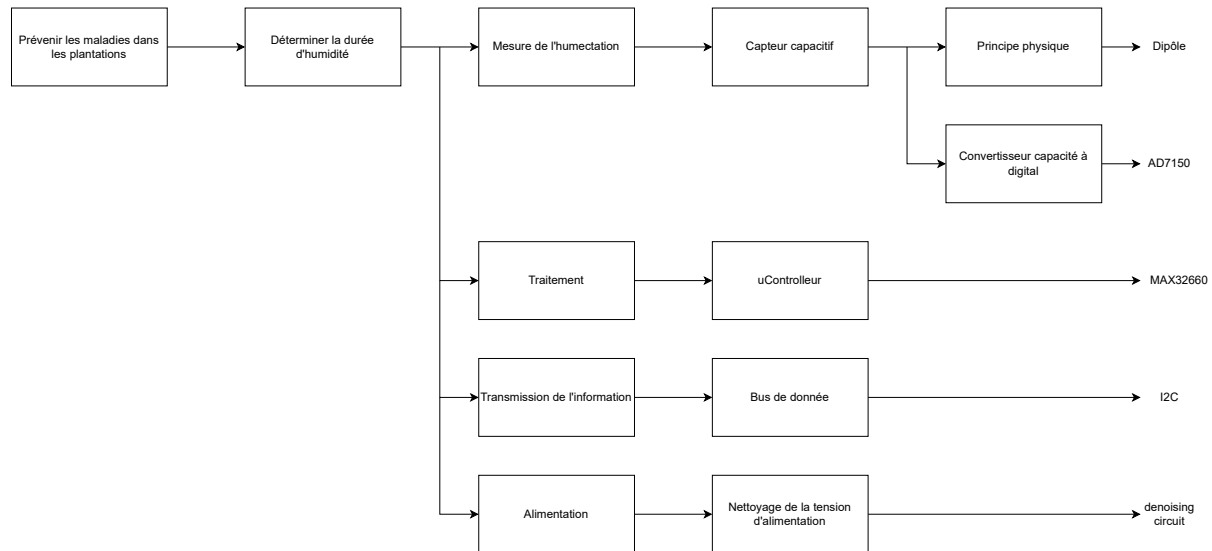 Prévenir les maladies dans
les plantations
Déterminer la durée
d'humidité
Mesure de l'humectation
Capteur capacitif
Principe physique
Dipôle
Convertisseur capacité à
digital
AD7150
Traitement
uControlleur
MAX32660
Transmission de l'information
Bus de donnée
I2C
Alimentation
Nettoyage de la tension
d'alimentation
denoising
circuit